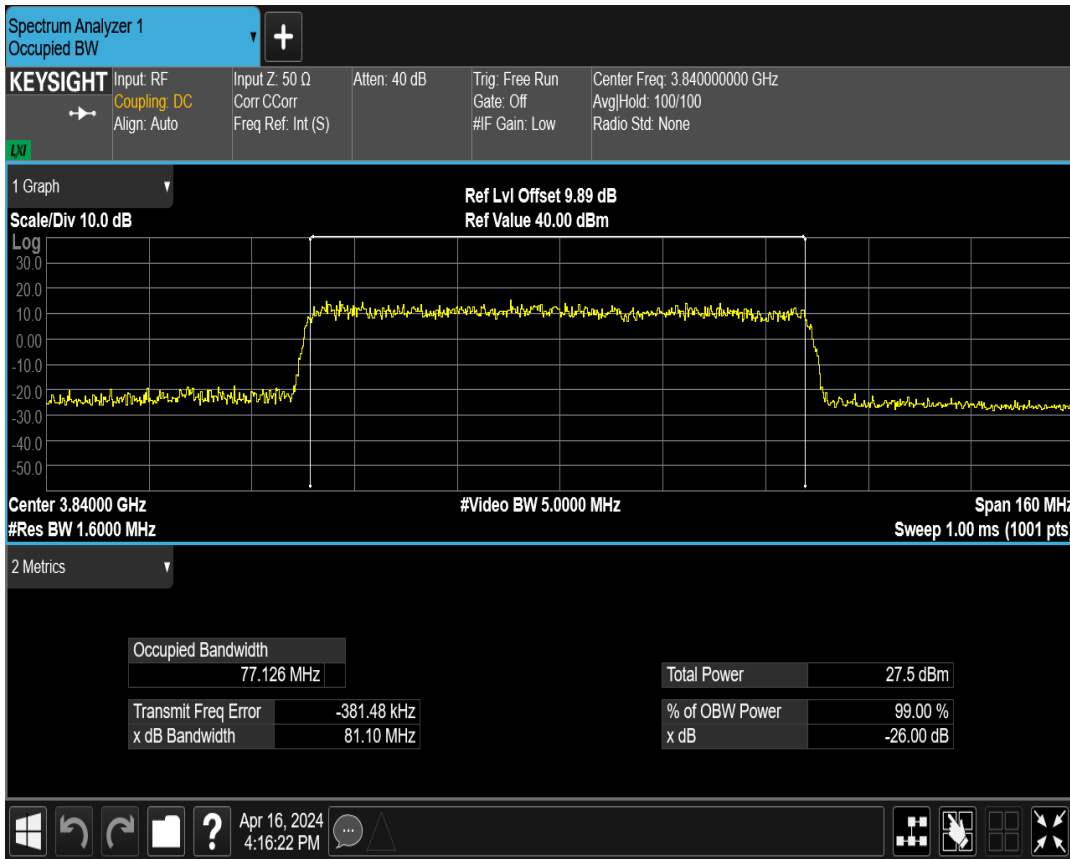 Spectrum Analyzer 1
Occupied BW
+
KEYSIGHT
LXI
Input: RF
Coupling: DC
Align: Auto
Input Z: 50 Ω
Corr CCorr
Freq Ref: Int (S)
Atten: 40 dB
Trig: Free Run
Gate: Off
#IF Gain: Low
Center Freq: 3.840000000 GHz
Avg|Hold: 100/100
Radio Std: None
1 Graph
Scale/Div 10.0 dB
Ref Lvl Offset 9.89 dB
Ref Value 40.00 dBm
Log
30.0
20.0
10.0
0.00
-10.0
-20.0
-30.0
-40.0
-50.0
Center 3.84000 GHz
#Video BW 5.0000 MHz
Span 160 MHz
#Res BW 1.6000 MHz
Sweep 1.00 ms (1001 pts)
2 Metrics
Occupied Bandwidth
77.126 MHz
Transmit Freq Error -381.48 kHz
x dB Bandwidth 81.10 MHz
Total Power 27.5 dBm
% of OBW Power 99.00 %
x dB -26.00 dB
?
Apr 16, 2024
4:16:22 PM